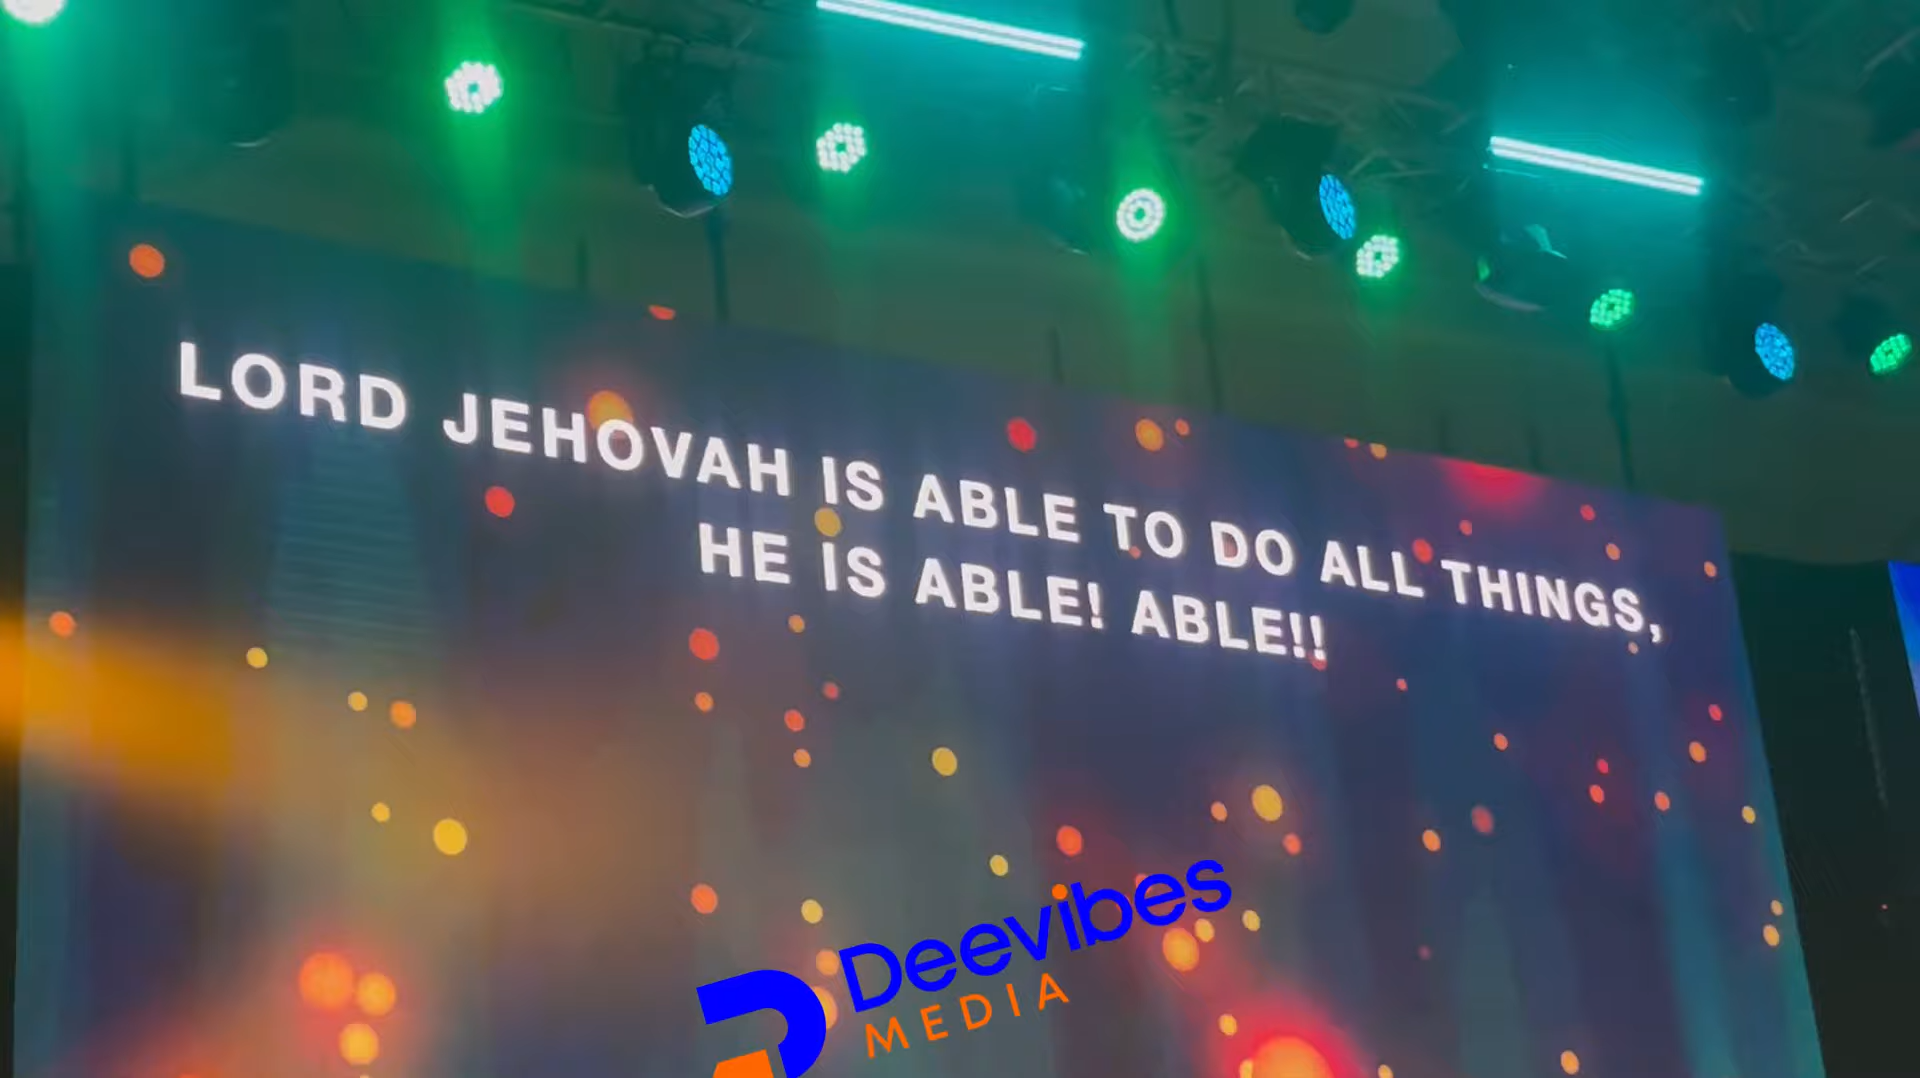 LORD JEHOVAH IS ABLE TO DO ALL THINGS,
HE IS ABLE! ABLE!!
Deevibes
MEDIA